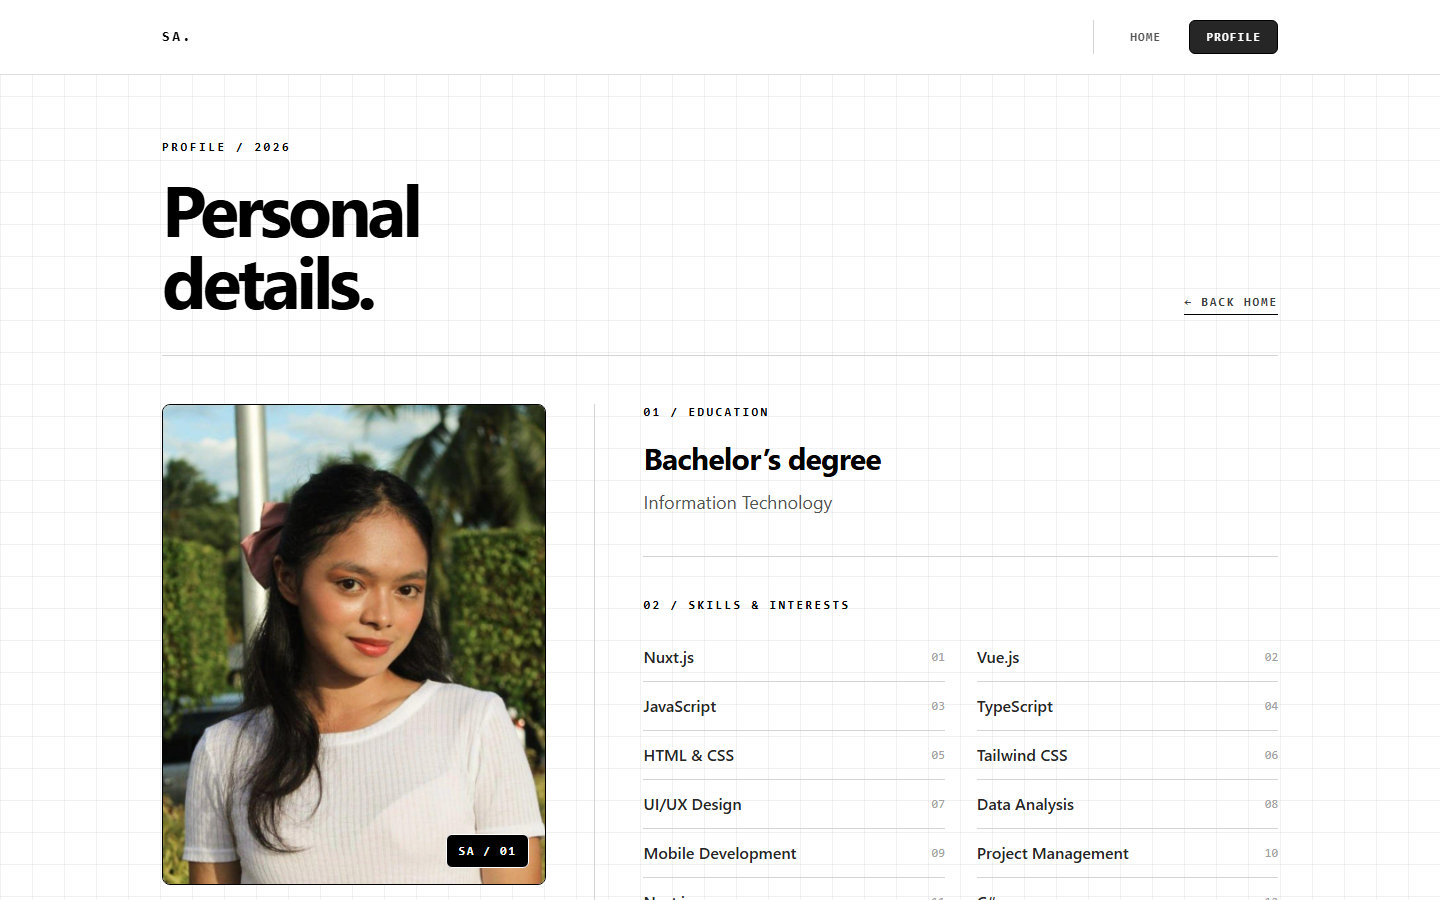 SA.
HOME
PROFILE
PROFILE / 2026
Personal
details.
← BACK HOME
SA / 01
01 / EDUCATION
Bachelor’s degree
Information Technology
02 / SKILLS & INTERESTS
Nuxt.js 01
Vue.js 02
JavaScript 03
TypeScript 04
HTML & CSS 05
Tailwind CSS 06
UI/UX Design 07
Data Analysis 08
Mobile Development 09
Project Management 10